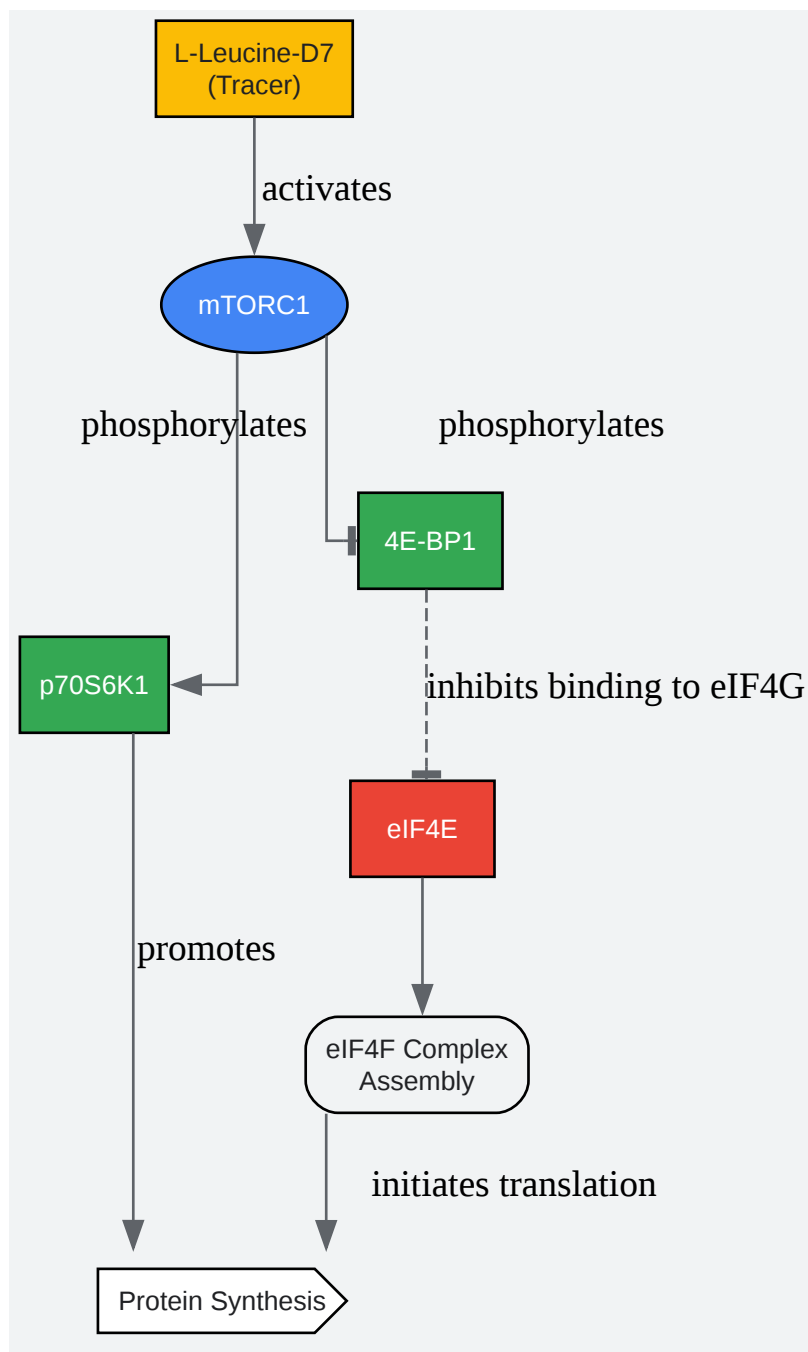 L-Leucine-D7
(Tracer)
activates
mTORC1
phosphorylates
phosphorylates
4E-BP1
p70S6K1
inhibits binding to eIF4G
eIF4E
promotes
eIF4F Complex
Assembly
initiates translation
Protein Synthesis